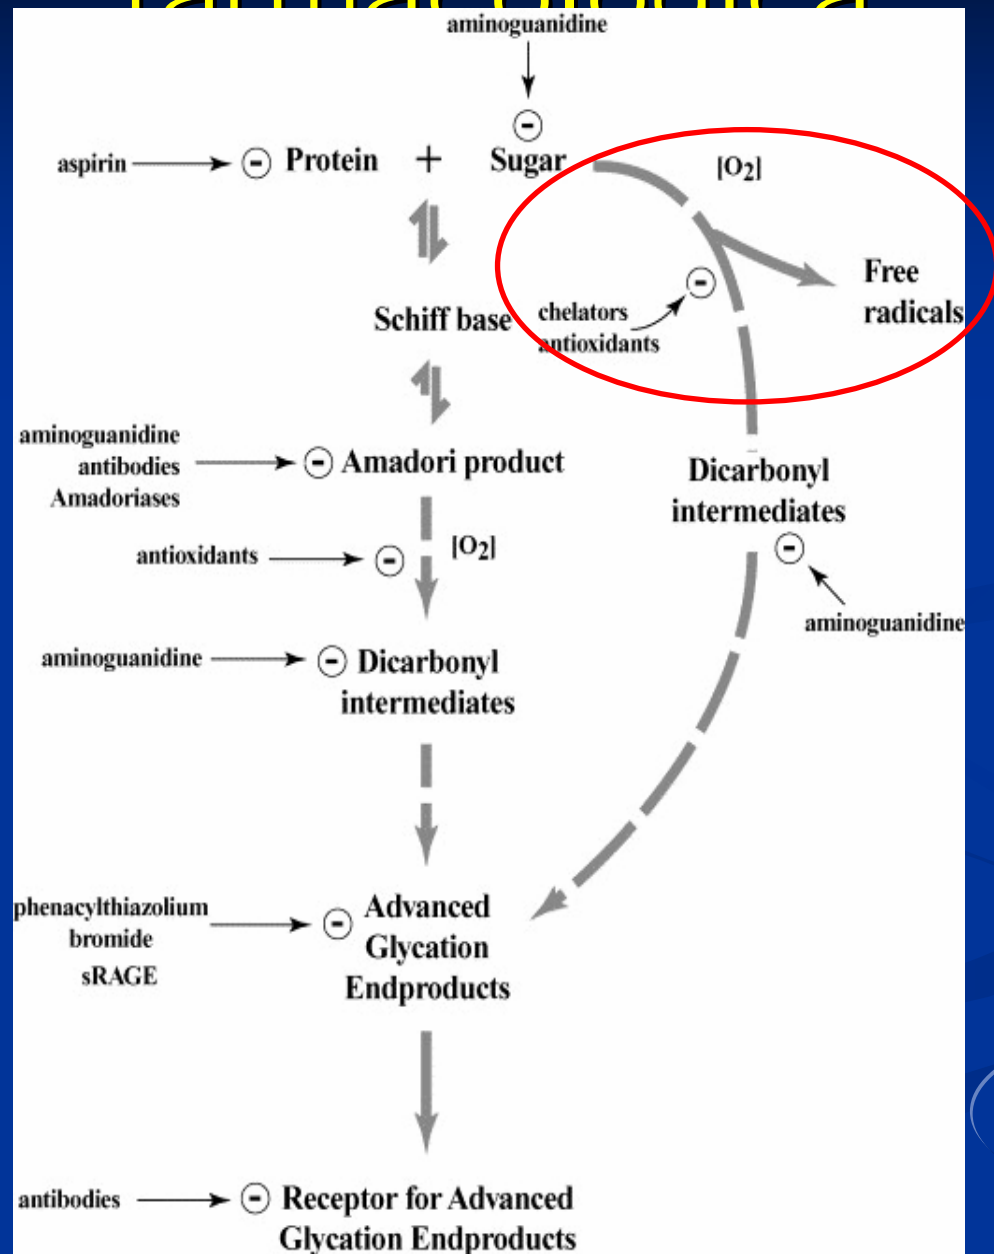 farmacológica
aminoguanidine
aspirin
Protein + Sugar
[O2]
Free
radicals
chelators
antioxidants
Schiff base
aminoguanidine
antibodies
Amadoriases
Amadori product
Dicarbonyl
intermediates
antioxidants
[O2]
aminoguanidine
aminoguanidine
Dicarbonyl
intermediates
phenacylthiazolium
bromide
sRAGE
Advanced
Glycation
Endproducts
antibodies
Receptor for Advanced
Glycation Endproducts